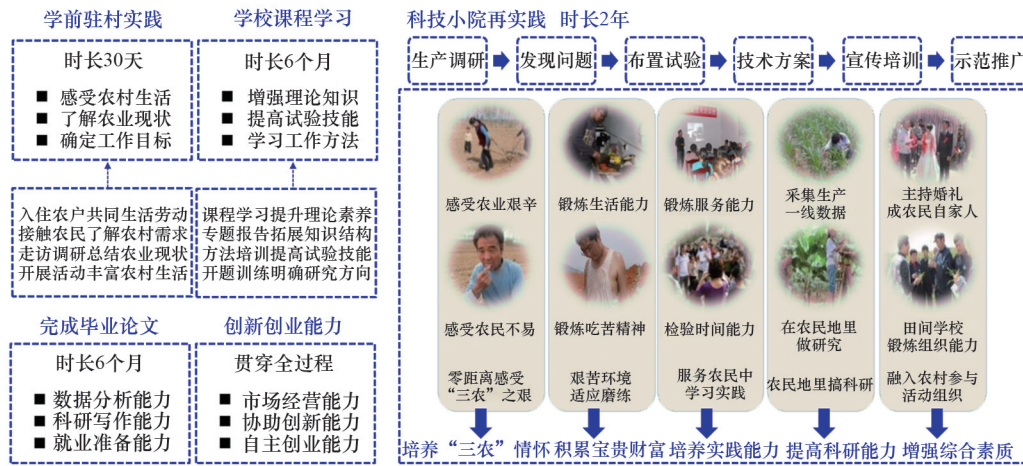 学前驻村实践
时长30天
■ 感受农村生活
■ 了解农业现状
■ 确定工作目标
入住农户共同生活劳动
接触农民了解农村需求
走访调研总结农业现状
开展活动丰富农村生活
学校课程学习
时长6个月
■ 增强理论知识
■ 提高试验技能
■ 学习工作方法
课程学习提升理论素养
专题报告拓展知识结构
方法培训提高试验技能
开题训练明确研究方向
完成毕业论文
时长6个月
■ 数据分析能力
■ 科研写作能力
■ 就业准备能力
创新创业能力
贯穿全过程
■ 市场经营能力
■ 协助创新能力
■ 自主创业能力
科技小院再实践 时长2年
生产调研
发现问题
布置试验
技术方案
宣传培训
示范推广
感受农业艰辛
感受农民不易
零距离感受
“三农”之艰
培养“三农”情怀
锻炼生活能力
锻炼吃苦精神
艰苦环境
适应磨练
积累宝贵财富
锻炼服务能力
检验时间能力
服务农民中
学习实践
培养实践能力
采集生产
一线数据
在农民地里
做研究
农民地里搞科研
提高科研能力
主持婚礼
成农民自家人
田间学校
锻炼组织能力
融入农村参与
活动组织
增强综合素质